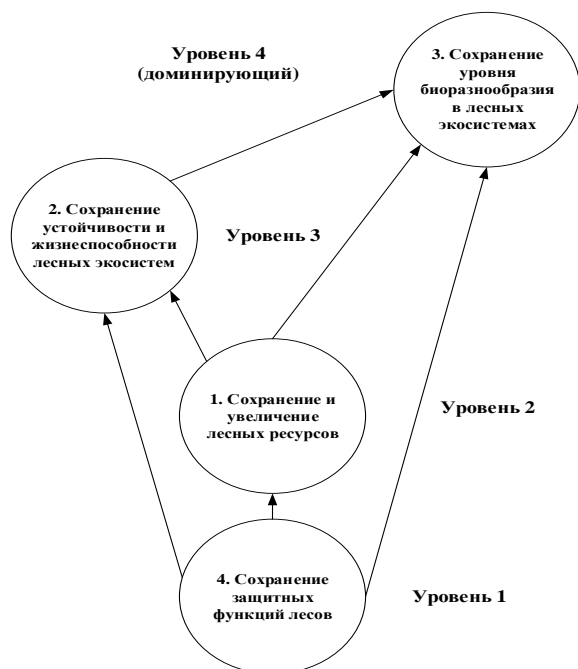 Уровень 4
(доминирующий)
3. Сохранение
уровня
биоразнообразия
в лесных
экосистемах
2. Сохранение
устойчивости и
жизнеспособности
лесных экосистем
Уровень 3
1. Сохранение и
увеличение
лесных ресурсов
Уровень 2
4. Сохранение
защитных
функций лесов
Уровень 1